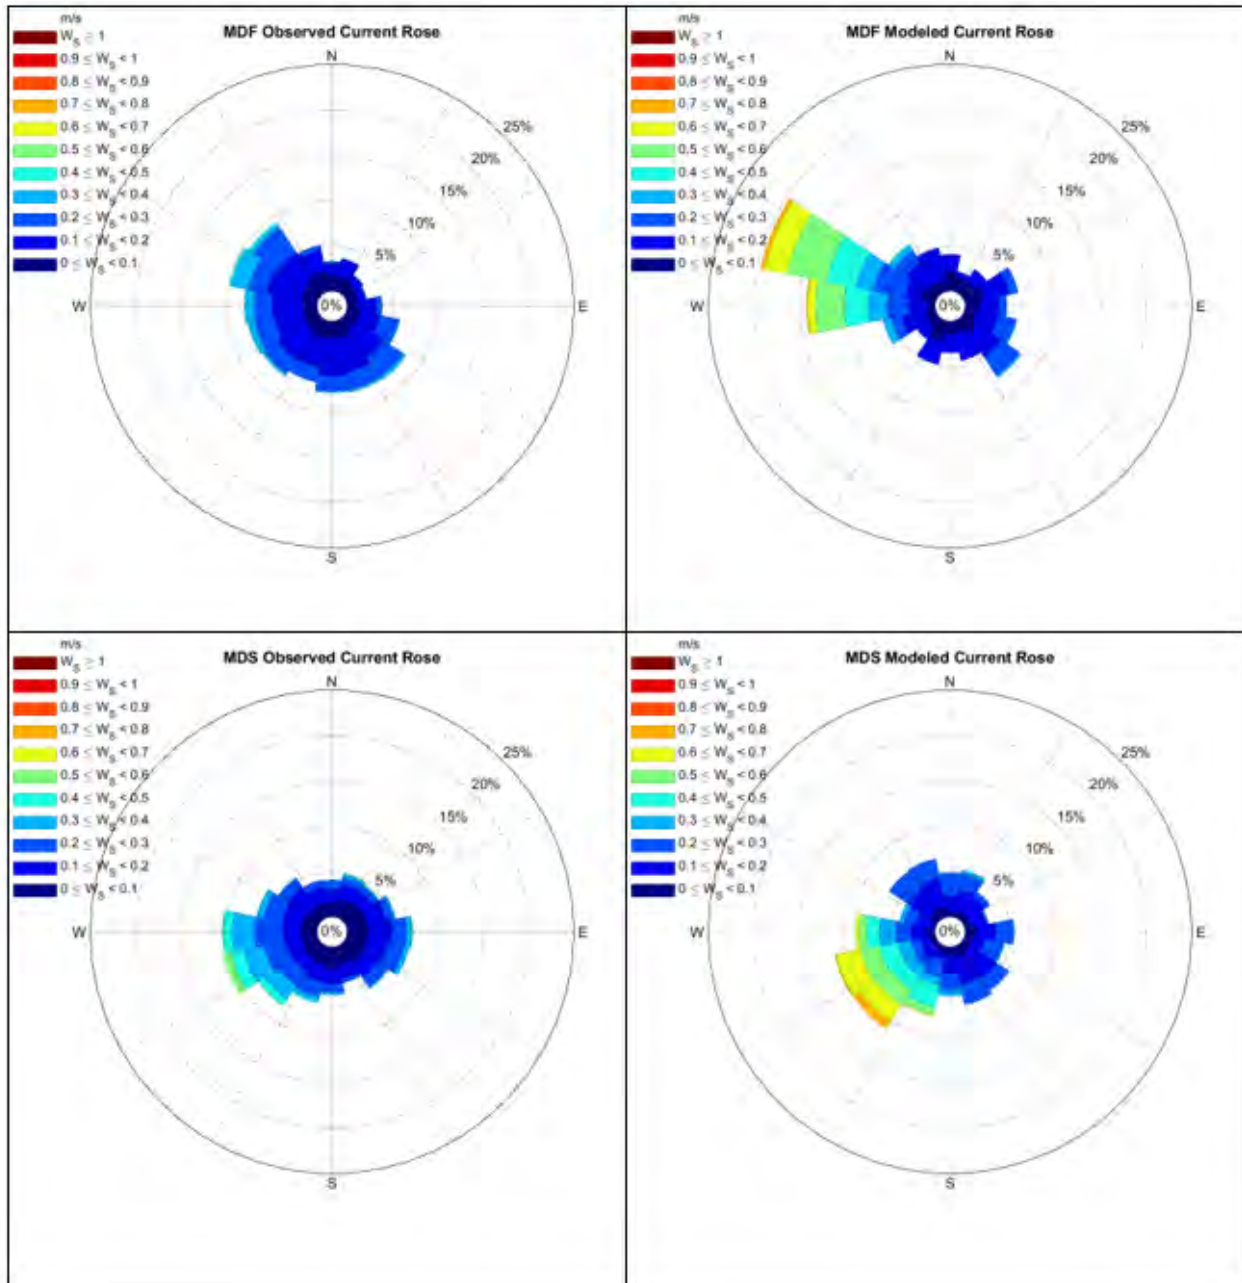 m/s
MDF Observed Current Rose
W_S ≥ 1
0.9 ≤ W_S < 1
0.8 ≤ W_S < 0.9
0.7 ≤ W_S < 0.8
0.6 ≤ W_S < 0.7
0.5 ≤ W_S < 0.6
0.4 ≤ W_S < 0.5
0.3 ≤ W_S < 0.4
0.2 ≤ W_S < 0.3
0.1 ≤ W_S < 0.2
0 ≤ W_S < 0.1
N
25%
20%
15%
10%
5%
W
0%
E
S
m/s
MDF Modeled Current Rose
W_S ≥ 1
0.9 ≤ W_S < 1
0.8 ≤ W_S < 0.9
0.7 ≤ W_S < 0.8
0.6 ≤ W_S < 0.7
0.5 ≤ W_S < 0.6
0.4 ≤ W_S < 0.5
0.3 ≤ W_S < 0.4
0.2 ≤ W_S < 0.3
0.1 ≤ W_S < 0.2
0 ≤ W_S < 0.1
N
25%
20%
15%
10%
5%
W
0%
E
S
m/s
MDS Observed Current Rose
W_S ≥ 1
0.9 ≤ W_S < 1
0.8 ≤ W_S < 0.9
0.7 ≤ W_S < 0.8
0.6 ≤ W_S < 0.7
0.5 ≤ W_S < 0.6
0.4 ≤ W_S < 0.5
0.3 ≤ W_S < 0.4
0.2 ≤ W_S < 0.3
0.1 ≤ W_S < 0.2
0 ≤ W_S < 0.1
N
25%
20%
15%
10%
5%
W
0%
E
S
m/s
MDS Modeled Current Rose
W_S ≥ 1
0.9 ≤ W_S < 1
0.8 ≤ W_S < 0.9
0.7 ≤ W_S < 0.8
0.6 ≤ W_S < 0.7
0.5 ≤ W_S < 0.6
0.4 ≤ W_S < 0.5
0.3 ≤ W_S < 0.4
0.2 ≤ W_S < 0.3
0.1 ≤ W_S < 0.2
0 ≤ W_S < 0.1
N
25%
20%
15%
10%
5%
W
0%
E
S